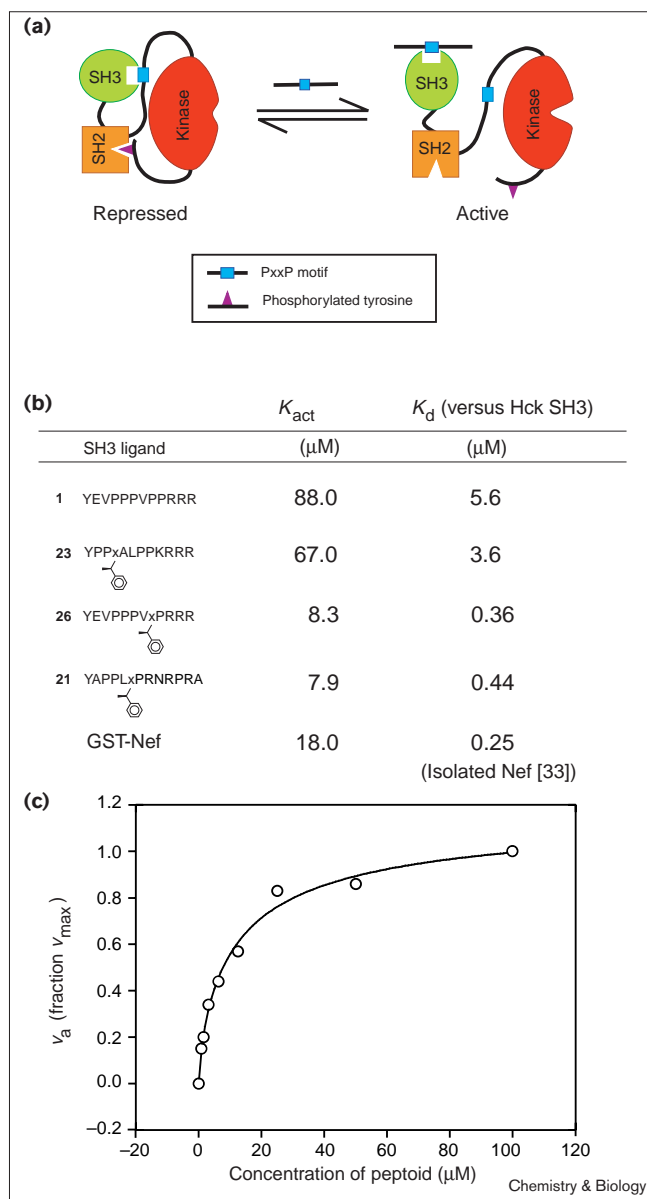 (a)
SH3
SH2
Kinase
Repressed
SH3
SH2
Kinase
Active
PxxP motif
Phosphorylated tyrosine
(b)
Kact Kd (versus Hck SH3)
SH3 ligand (μM) (μM)
1 YEVPPPVPPRRR 88.0 5.6
23 YPPxALPPKRRR 67.0 3.6
26 YEVPPPVxPRRR 8.3 0.36
21 YAPPLxPRNRPRA 7.9 0.44
GST-Nef 18.0 0.25
(Isolated Nef [33])
(c)
1.2
1.0
0.8
0.6
0.4
0.2
0.0
–0.2
va (fraction vmax)
–20 0 20 40 60 80 100 120
Concentration of peptoid (μM)
Chemistry & Biology